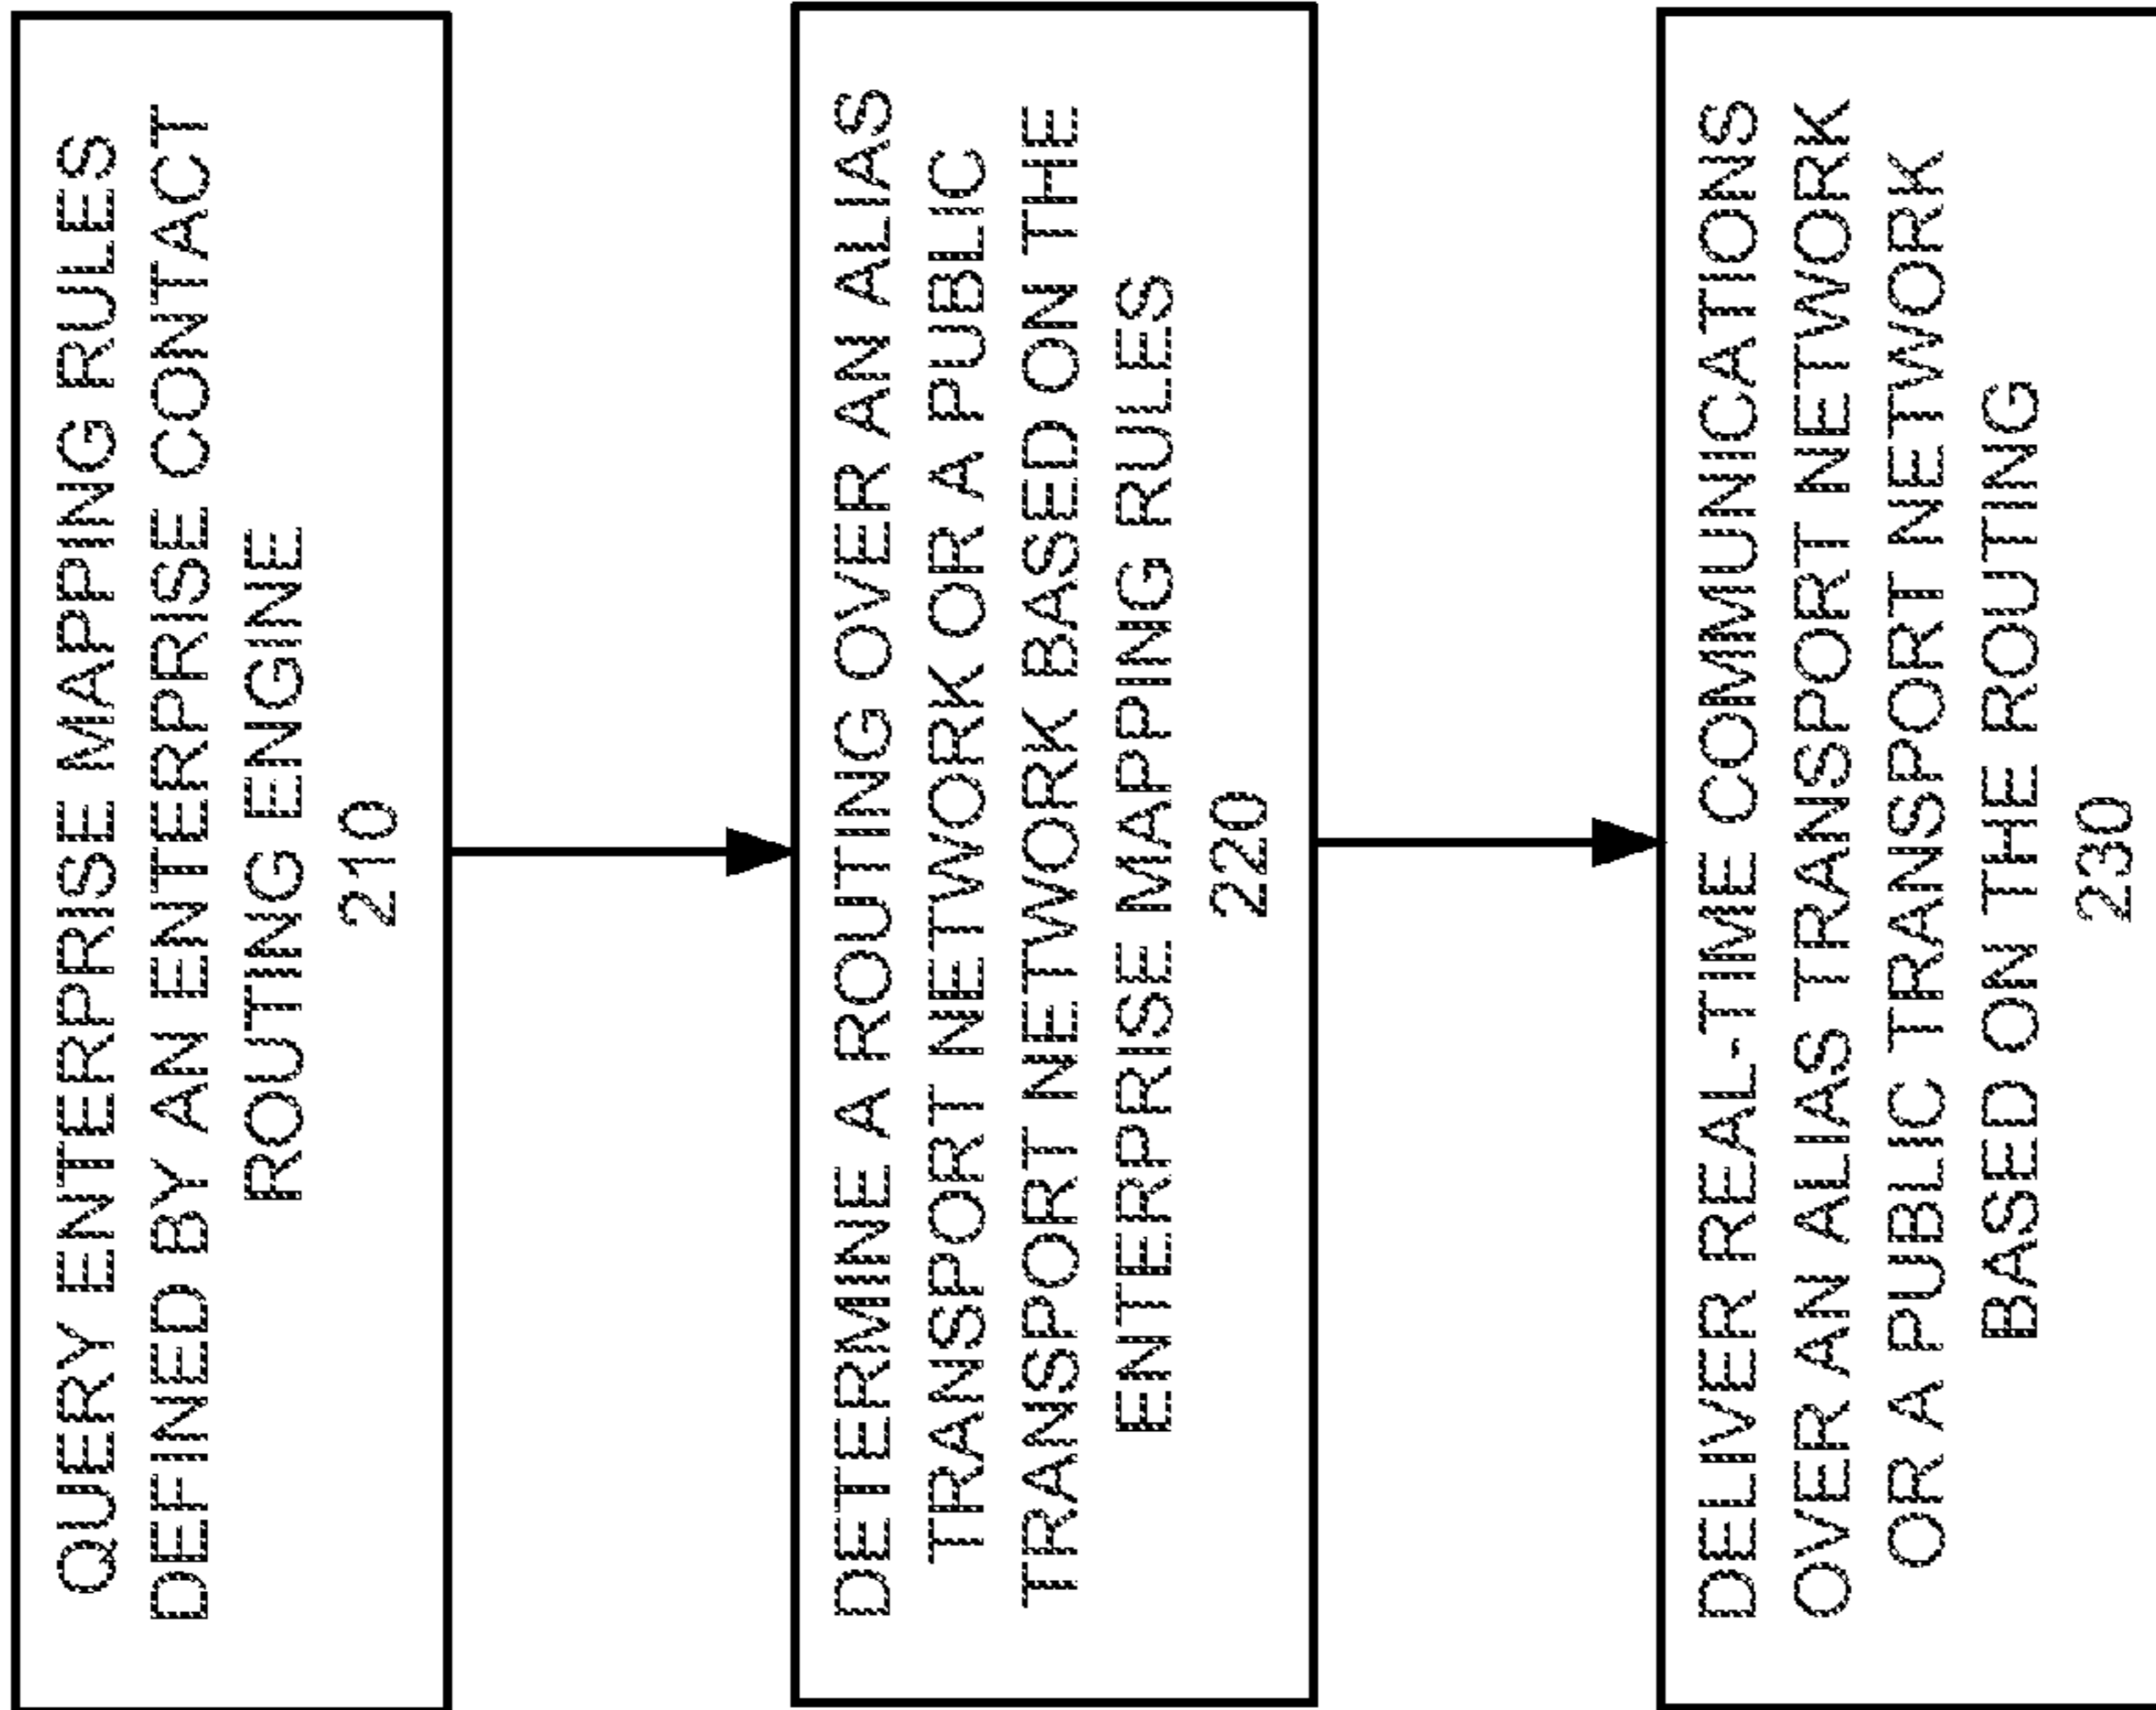 QUERY ENTERPRISE MAPPING RULES
DEFINED BY AN ENTERPRISE CONTACT
ROUTING ENGINE
210
DETERMINE A ROUTING OVER AN ALIAS
TRANSPORT NETWORK OR A PUBLIC
TRANSPORT NETWORK BASED ON THE
ENTERPRISE MAPPING RULES
220
DELIVER REAL-TIME COMMUNICATIONS
OVER AN ALIAS TRANSPORT NETWORK
OR A PUBLIC TRANSPORT NETWORK
BASED ON THE ROUTING
230